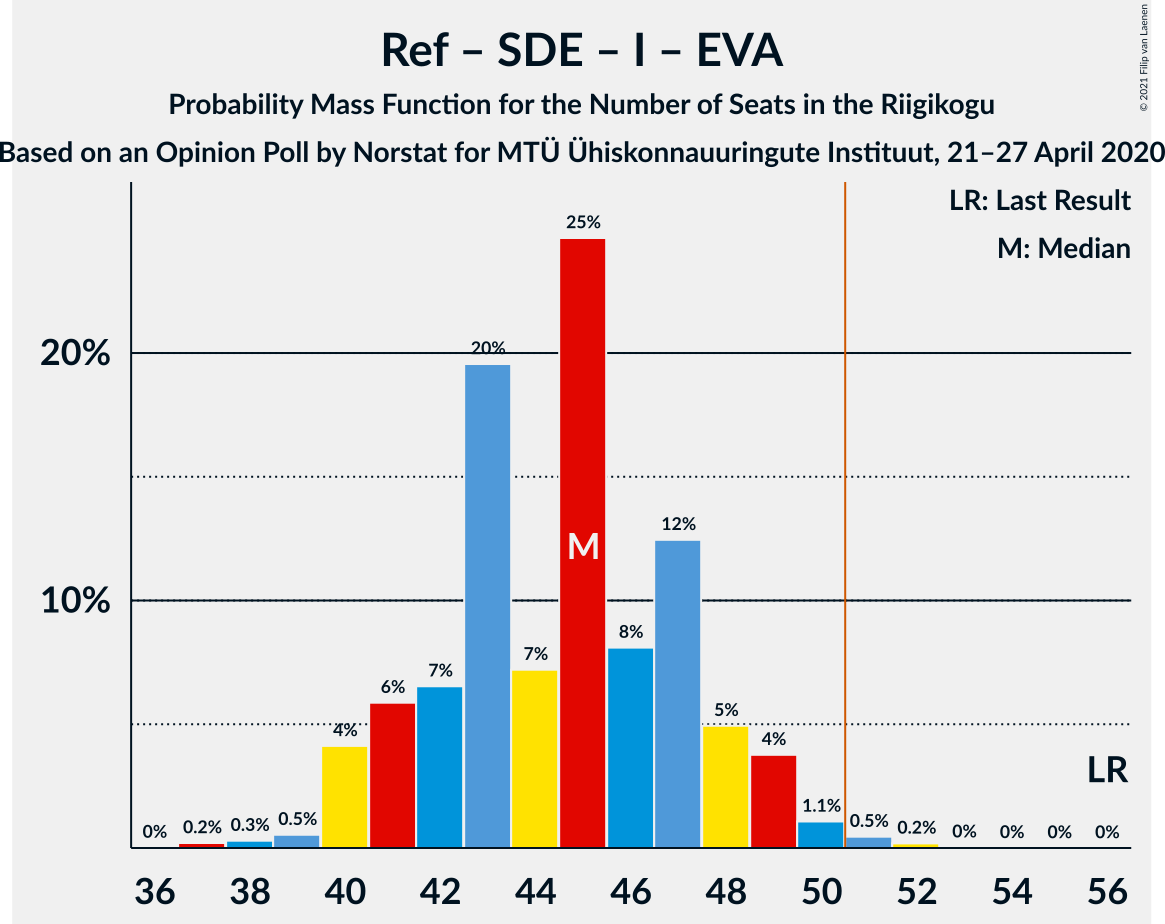 Ref – SDE – I – EVA
Probability Mass Function for the Number of Seats in the Riigikogu
Based on an Opinion Poll by Norstat for MTÜ Ühiskonnauuringute Instituut, 21–27 April 2020
© 2021 Filip van Laenen
LR: Last Result
M: Median
25%
20%
20%
12%
M
10%
8%
7%
7%
6%
5%
4%
4%
LR
0% 0.2% 0.3% 0.5% 1.1% 0.5% 0.2% 0% 0% 0% 0%
36 38 40 42 44 46 48 50 52 54 56